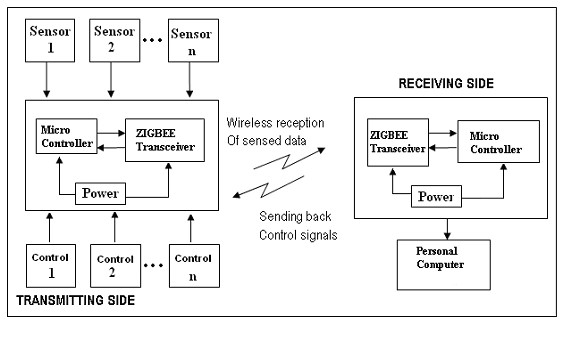 Sensor
1
Sensor
2
Sensor
n
Micro
Controller
ZIGBEE
Transceiver
Power
Control
1
Control
2
Control
n
TRANSMITTING SIDE
Wireless reception
Of sensed data
Sending back
Control signals
RECEIVING SIDE
ZIGBEE
Transceiver
Micro
Controller
Power
Personal
Computer